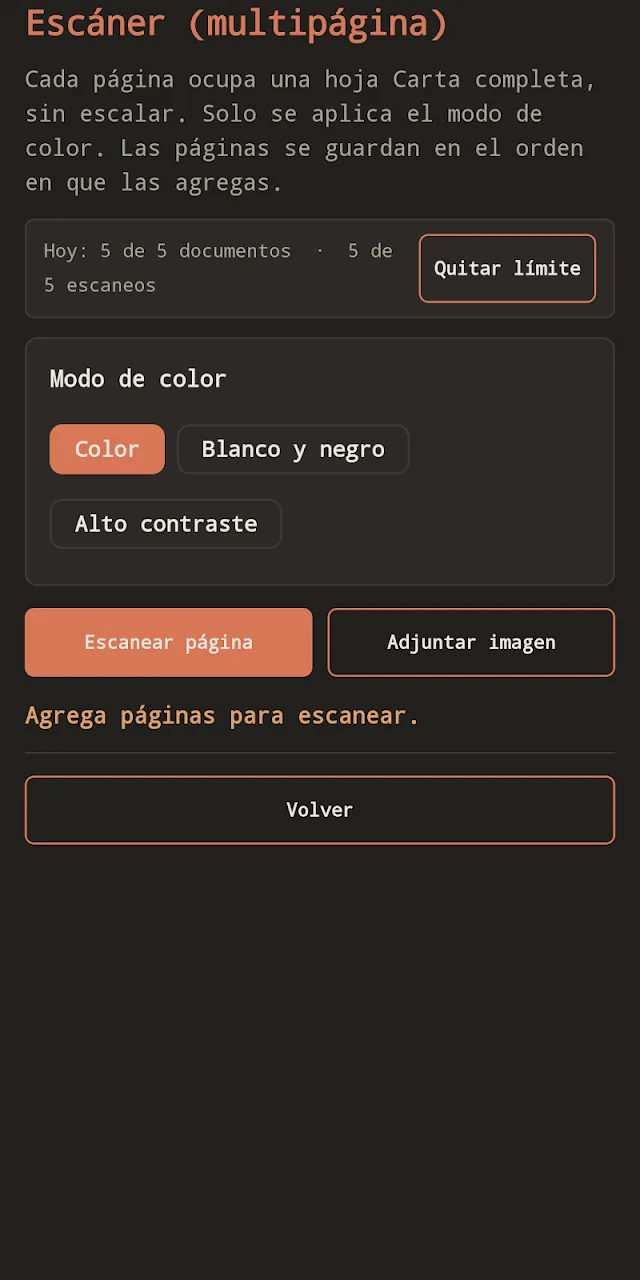 Escáner (multipágina)
Cada página ocupa una hoja Carta completa,
sin escalar. Solo se aplica el modo de
color. Las páginas se guardan en el orden
en que las agregas.
Hoy: 5 de 5 documentos · 5 de
5 escaneos
Quitar límite
Modo de color
Color
Blanco y negro
Alto contraste
Escanear página
Adjuntar imagen
Agrega páginas para escanear.
Volver